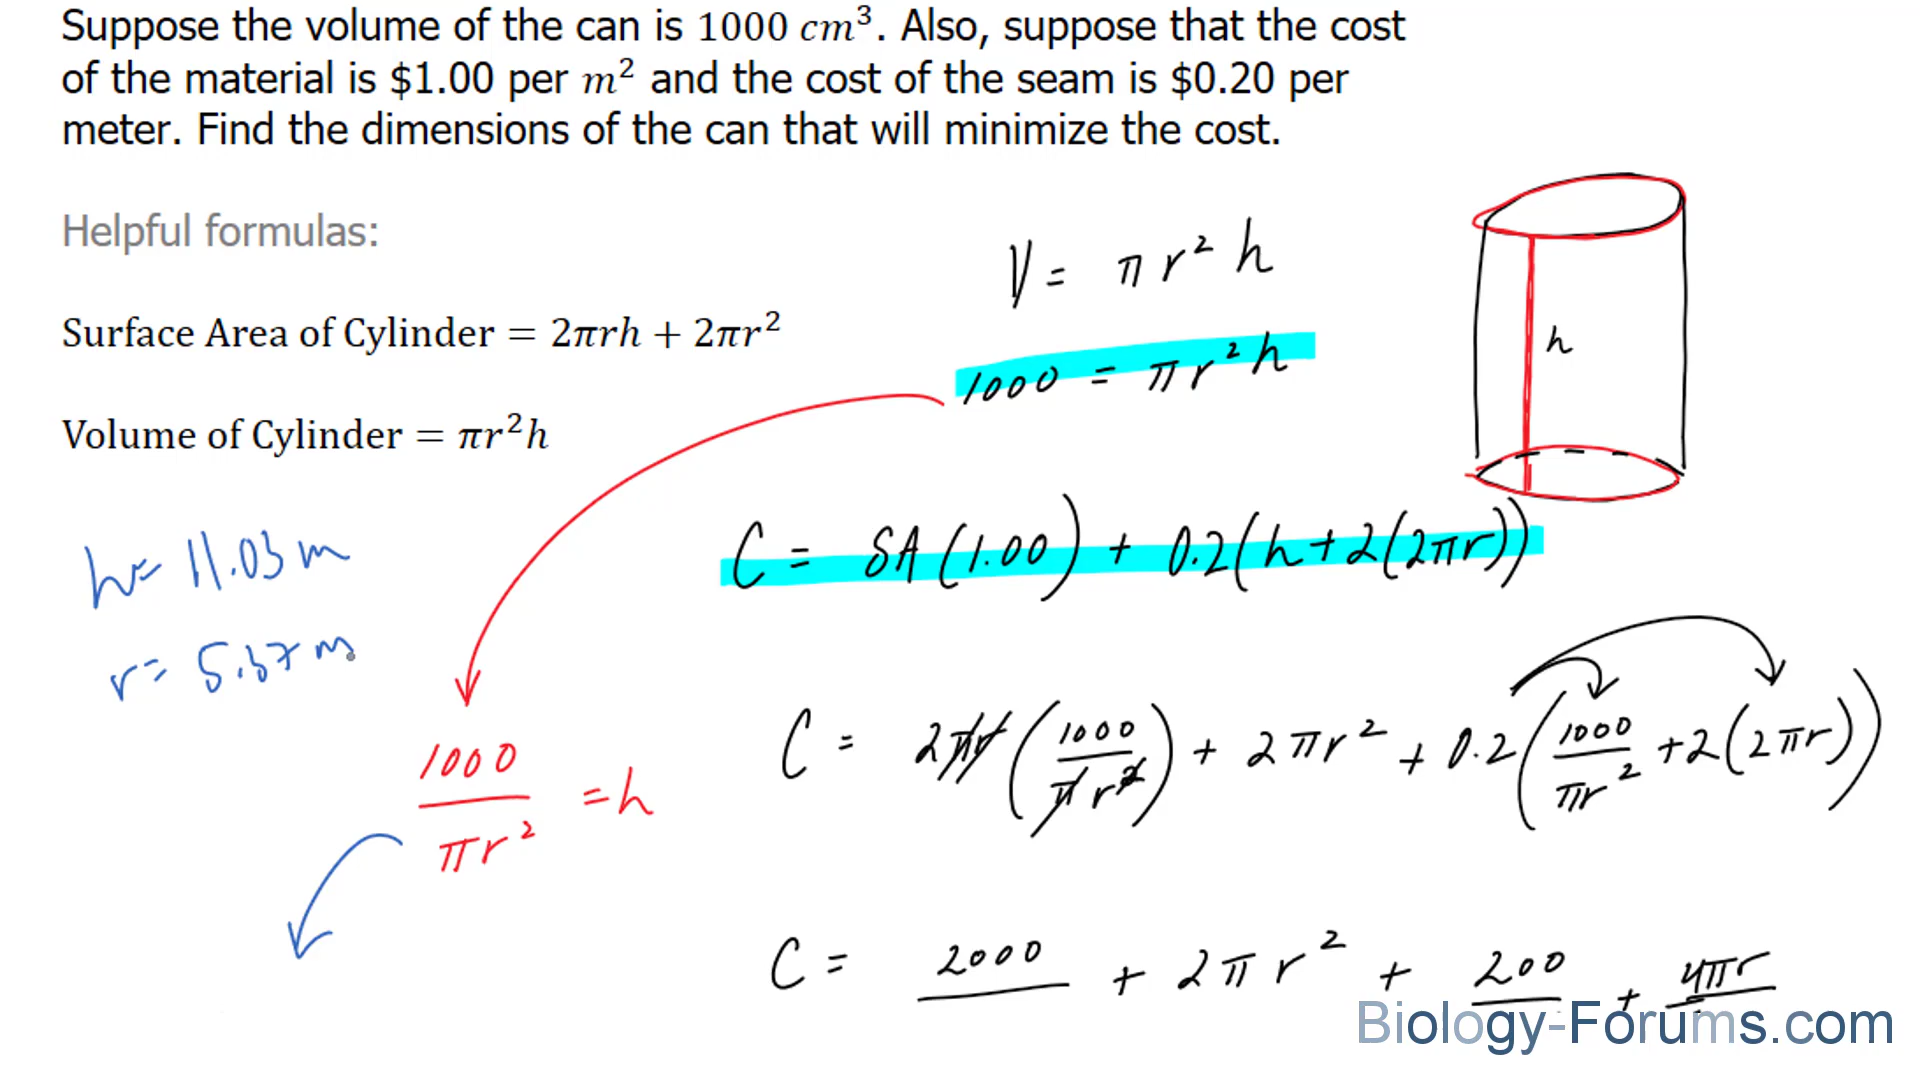 Suppose the volume of the can is 1000 cm³. Also, suppose that the cost
of the material is $1.00 per m² and the cost of the seam is $0.20 per
meter. Find the dimensions of the can that will minimize the cost.
Helpful formulas:
V = πr² h
Surface Area of Cylinder = 2πrh + 2πr²
h
1000 = πr²h
Volume of Cylinder = πr²h
C = SA(1.00) + 0.2(h+2(2πr))
h= 11.03 m
r= 5.37 m
1000/πr² = h
C = 2πr(1000/πr²) + 2πr² + 0.2(1000/πr² +2(2πr))
C = 2000 + 2πr² + 200 + 4πr
Biology-Forums.com